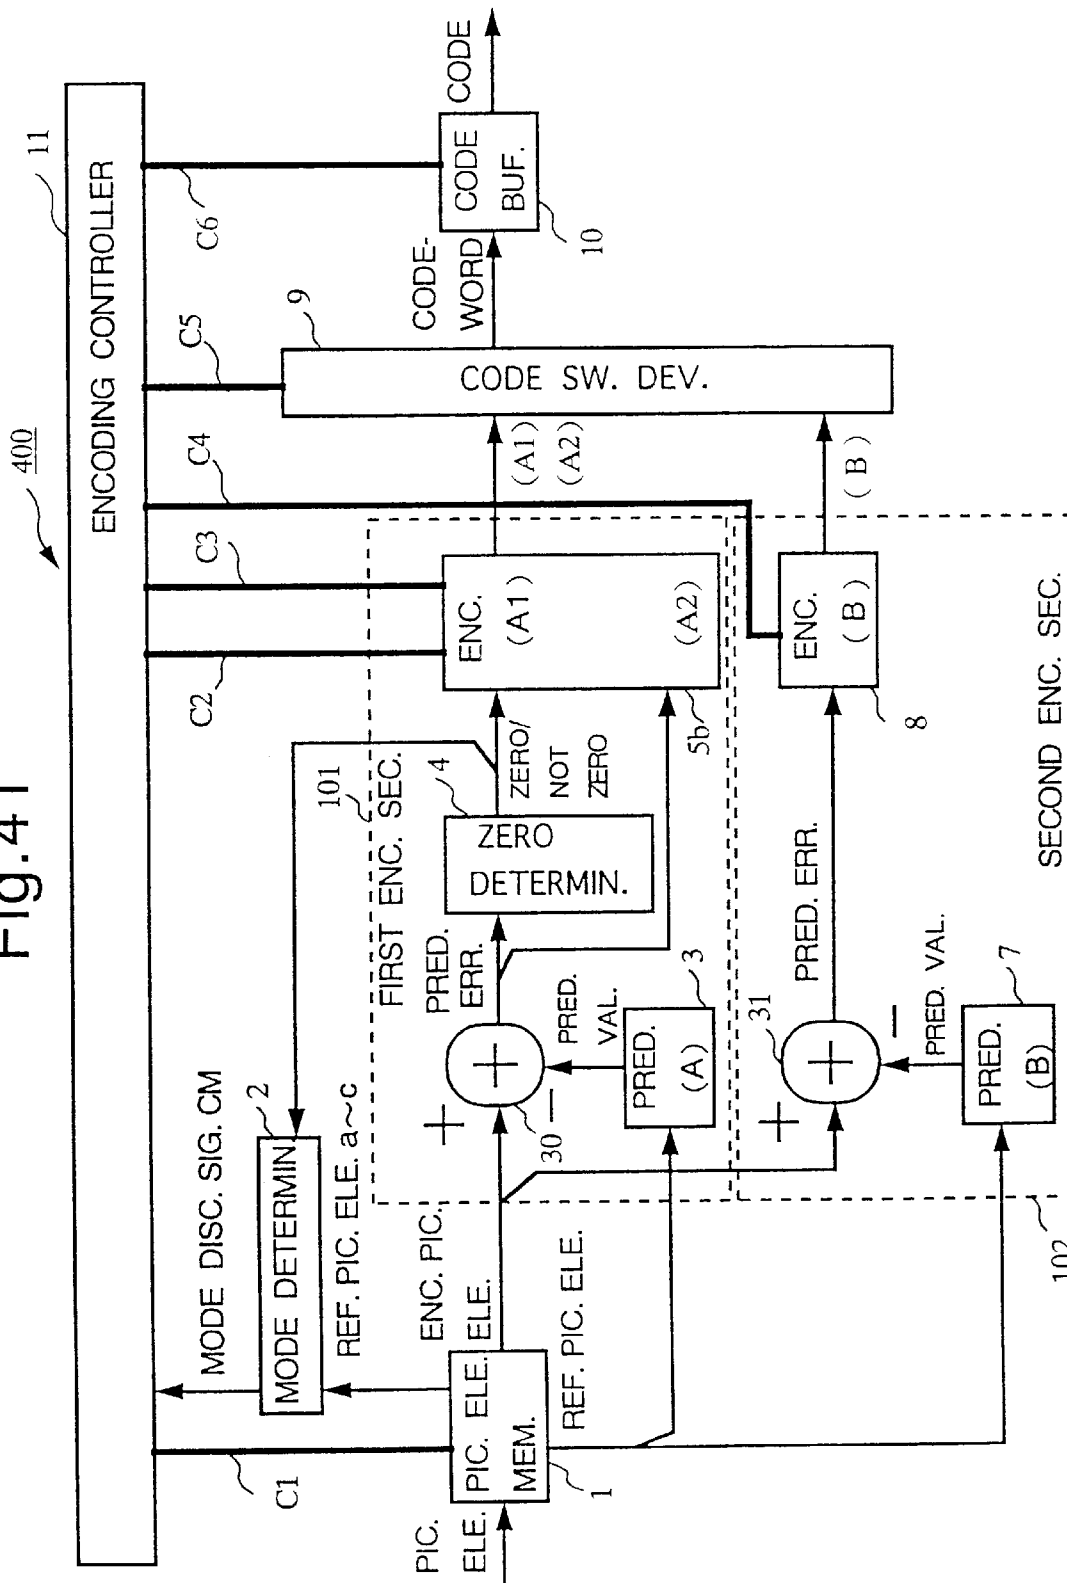 Fig.41
400
11
ENCODING CONTROLLER
C1
C2
C3
C4
C5
C6
MODE DISC. SIG. CM
2
MODE DETERMIN.
REF. PIC. ELE. a~c
PIC.
ELE.
PIC. ELE.
MEM.
1
ENC. PIC.
ELE.
REF. PIC. ELE.
101
FIRST ENC. SEC.
+
+
30
−
PRED.
ERR.
PRED.
VAL.
PRED.
(A)
3
4
ZERO
DETERMIN.
ZERO/
NOT
ZERO
ENC.
(A1)
(A2)
5b
(A1)
(A2)
9
CODE SW. DEV.
CODE-
WORD
CODE
BUF.
10
CODE
31
+
+
−
PRED. ERR.
PRED. VAL.
PRED.
(B)
7
ENC.
(B)
8
(B)
102
SECOND ENC. SEC.